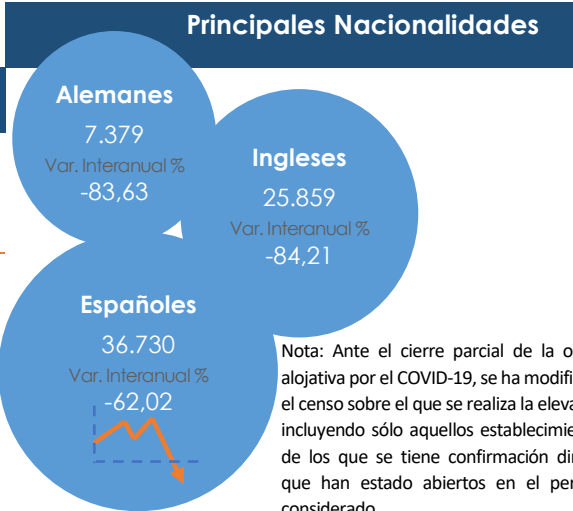 Principales Nacionalidades
Alemanes
7.379
Var. Interanual %
-83,63
Ingleses
25.859
Var. Interanual %
-84,21
Españoles
36.730
Var. Interanual %
-62,02
Nota: Ante el cierre parcial de la
alojativa por el COVID-19, se ha
el censo sobre el que se realiza la
incluyendo sólo aquellos
de los que se tiene confirmación
que han estado abiertos en el
considerado